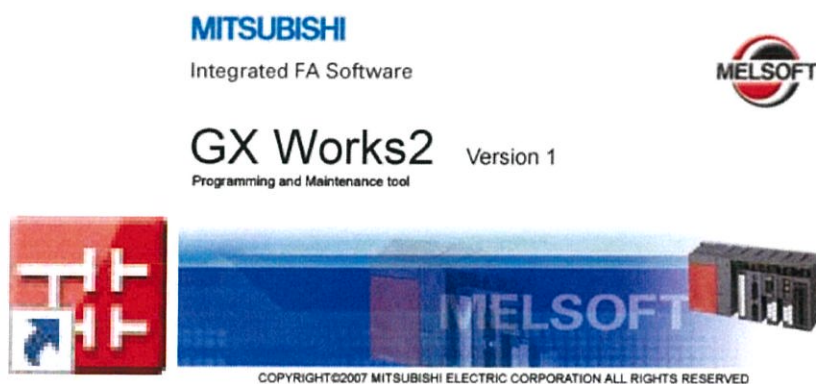 MITSUBISHI
Integrated FA Software
MELSOFT
GX Works2 Version 1
Programming and Maintenance tool
MELSOFT
COPYRIGHT©2007 MITSUBISHI ELECTRIC CORPORATION ALL RIGHTS RESERVED